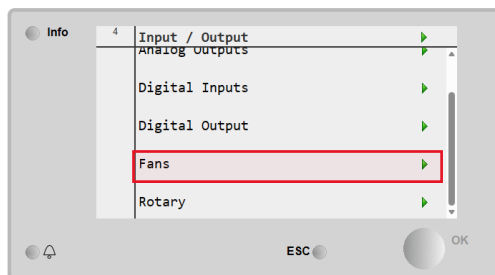 Info
4 Input / Output
Analog Outputs
Digital Inputs
Digital Output
Fans
Rotary
ESC
OK